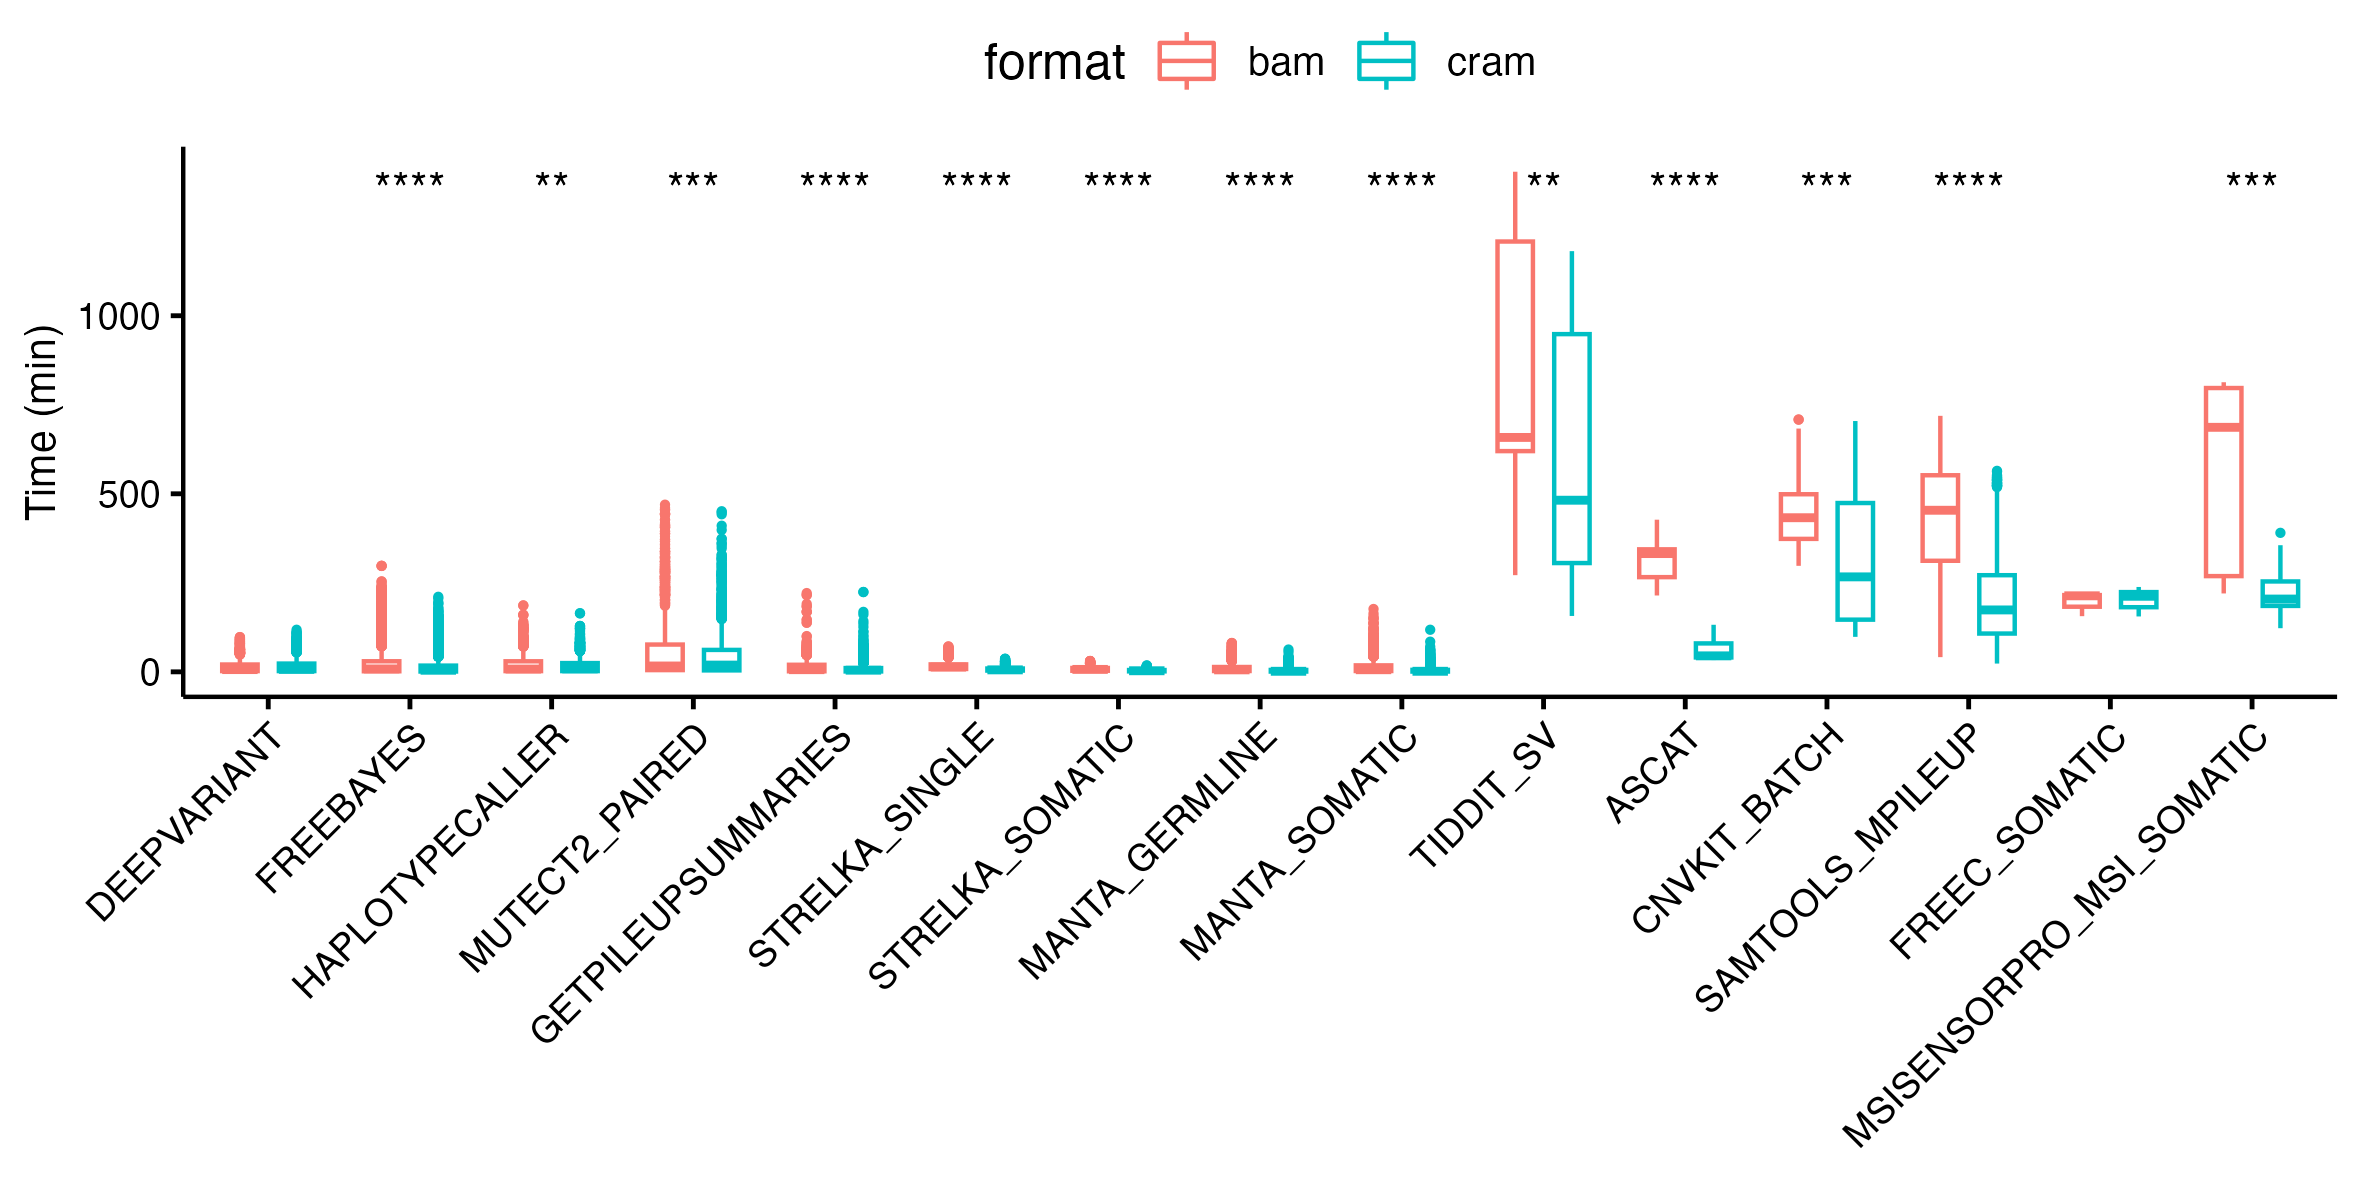 format bam cram
**** ** *** **** **** **** **** **** ** **** *** **** ***
Time (min)
1000
500
0
DEEPVARIANT
FREEBAYES
HAPLOTYPECALLER
MUTECT2_PAIRED
GETPILEUPSUMMARIES
STRELKA_SINGLE
STRELKA_SOMATIC
MANTA_GERMLINE
MANTA_SOMATIC
TIDDIT_SV
ASCAT
CNVKIT_BATCH
SAMTOOLS_MPILEUP
FREEC_SOMATIC
MSISENSORPRO_MSI_SOMATIC